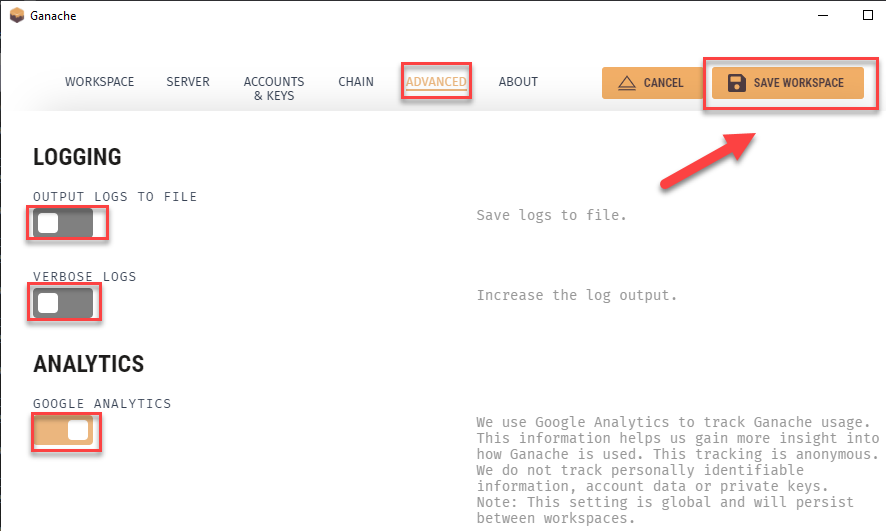 Ganache
WORKSPACE
SERVER
ACCOUNTS
& KEYS
CHAIN
ADVANCED
ABOUT
CANCEL
SAVE WORKSPACE
LOGGING
OUTPUT LOGS TO FILE
Save logs to file.
VERBOSE LOGS
Increase the log output.
ANALYTICS
GOOGLE ANALYTICS
We use Google Analytics to track Ganache usage.
This information helps us gain more insight into
how Ganache is used. This tracking is anonymous.
We do not track personally identifiable
information, account data or private keys.
Note: This setting is global and will persist
between workspaces.